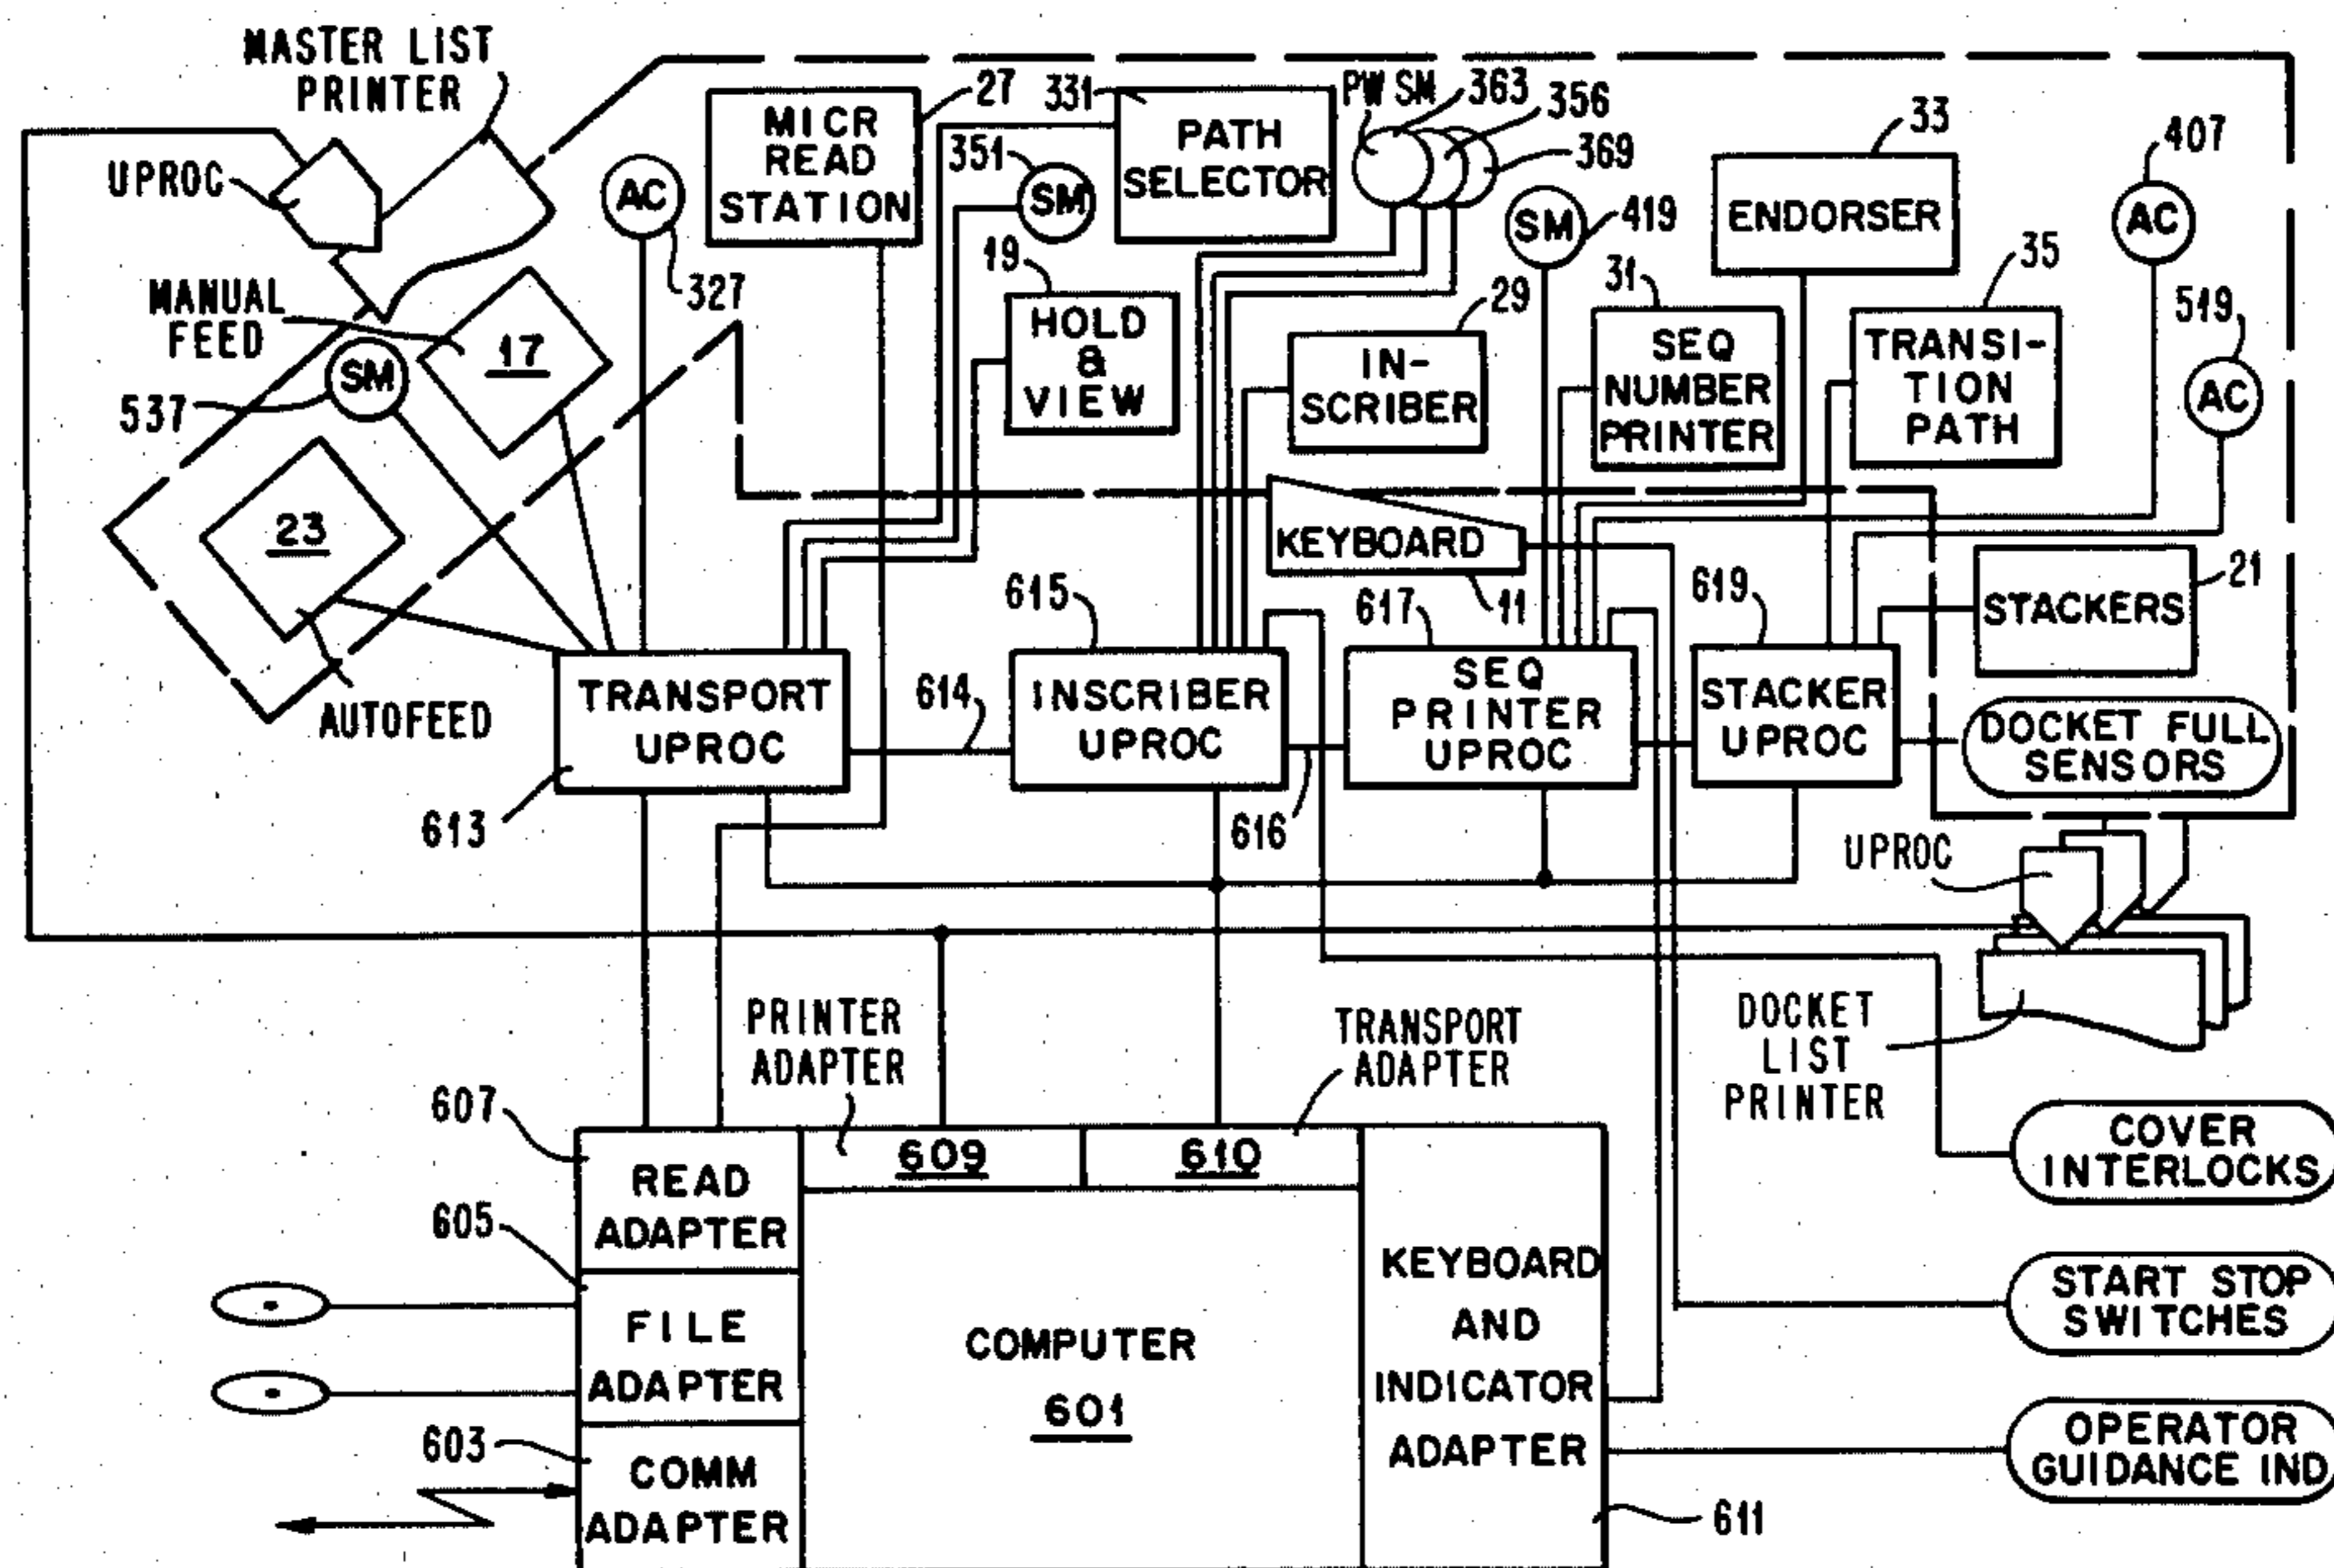 MASTER LIST
PRINTER
UPROC
MANUAL
FEED
17
SM
537
23
AUTOFEED
AC
327
MICR
READ
STATION
27
331
PATH
SELECTOR
351
SM
19
HOLD
&
VIEW
PW SM
363
356
369
SM
419
29
IN-
SCRIBER
31
SEQ
NUMBER
PRINTER
33
ENDORSER
35
TRANSI-
TION
PATH
407
AC
519
AC
KEYBOARD
11
21
STACKERS
DOCKET FULL
SENSORS
TRANSPORT
UPROC
613
614
615
INSCRIBER
UPROC
616
617
SEQ
PRINTER
UPROC
619
STACKER
UPROC
UPROC
DOCKET
LIST
PRINTER
PRINTER
ADAPTER
TRANSPORT
ADAPTER
607
READ
ADAPTER
609
610
605
FILE
ADAPTER
603
COMM
ADAPTER
COMPUTER
601
KEYBOARD
AND
INDICATOR
ADAPTER
611
COVER
INTERLOCKS
START STOP
SWITCHES
OPERATOR
GUIDANCE IND